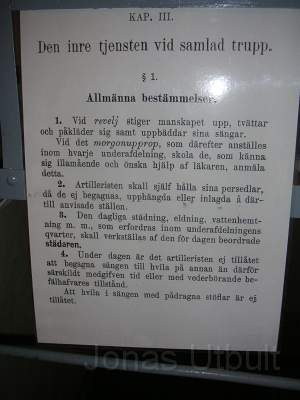 KAP. III.
Den inre tjensten vid samlad trupp.
§ 1.
Allmänna bestämmelser.
1. Vid revelj stiger manskapet upp, tvättar
och påkläder sig samt uppbäddar sina sängar.
Vid det morgonupprop, som därefter anställes
inom hvarje underafdelning, skola de, som känna
sig illamående och önska hjälp af läkaren, anmäla
detta.
2. Artilleristen skall själf hålla sina persedlar,
då de ej begagnas, upphängda eller inlagda å där-
till anvisade ställen.
3. Den dagliga städning, eldning, vattenhemt-
ning m. m., som erfordras inom underafdelningens
qvarter, skall verkställas af den för dagen beordrade
städaren.
4. Under dagen är det artilleristen ej tillåtet
att begagna sängen till hvila på annan än därför
särskildt medgifven tid eller med vederbörande be-
fälhafvares tillstånd.
Att hvila i sängen med pådragna stöflar är ej
tillåtet.
Jonas Utbult